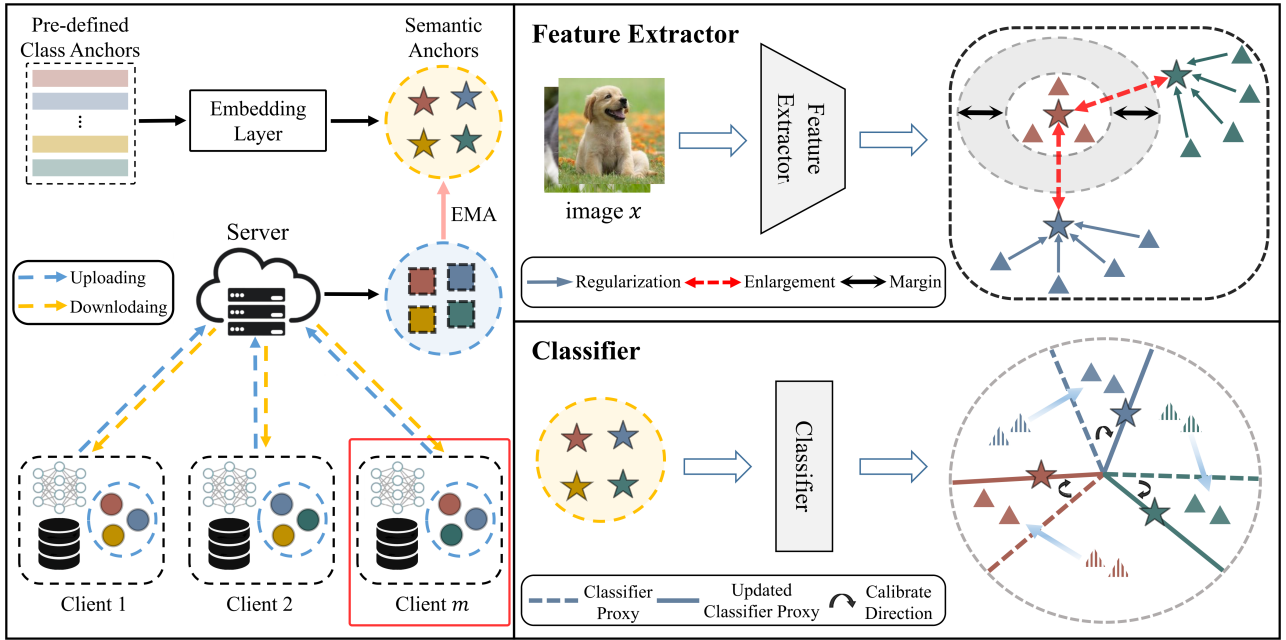 Pre-defined
Class Anchors
Semantic
Anchors
Embedding
Layer
⋮
EMA
Server
Uploading
Downlodaing
Client 1
Client 2
Client m
Feature Extractor
image x
Feature
Extractor
Regularization
Enlargement
Margin
Classifier
Classifier
Classifier
Proxy
Updated
Classifier Proxy
Calibrate
Direction